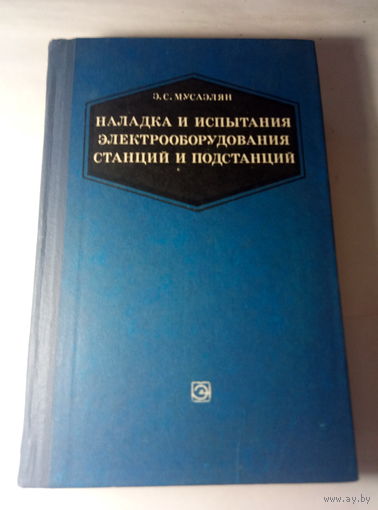 Э.С. МУСАЭЛЯН
НАЛАДКА И ИСПЫТАНИЯ
ЭЛЕКТРООБОРУДОВАНИЯ
СТАНЦИЙ И ПОДСТАНЦИЙ
www.ay.by